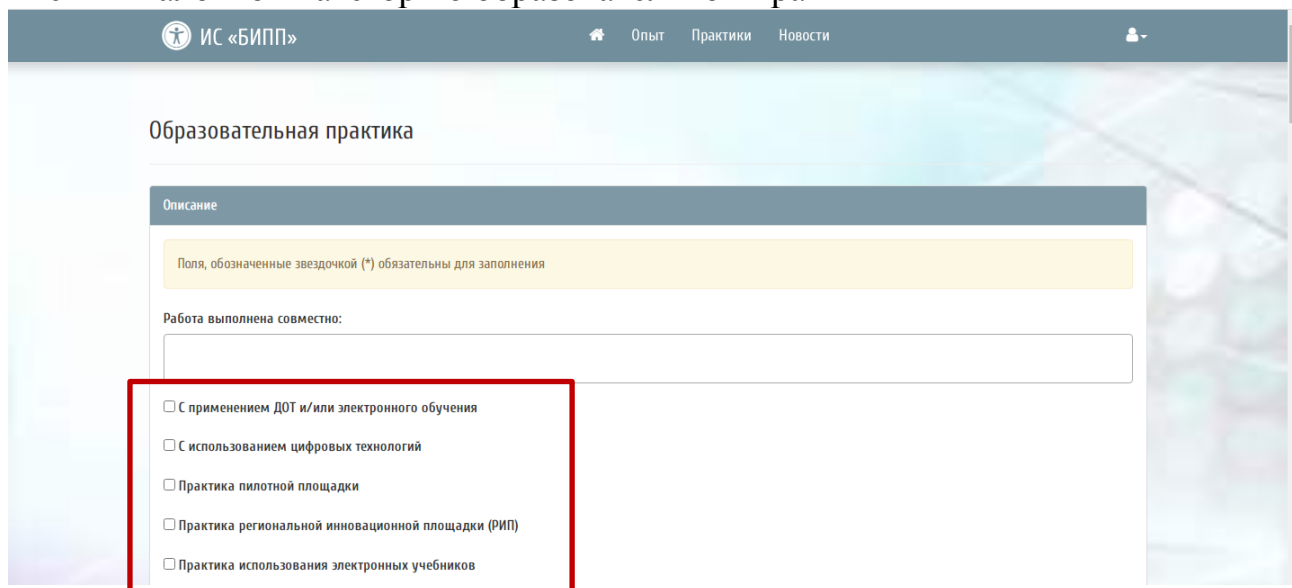 ИС «БИПП» Опыт Практики Новости
Образовательная практика
Описание
Поля, обозначенные звездочкой (*) обязательны для заполнения
Работа выполнена совместно:
С применением ДОТ и/или электронного обучения
С использованием цифровых технологий
Практика пилотной площадки
Практика региональной инновационной площадки (РИП)
Практика использования электронных учебников